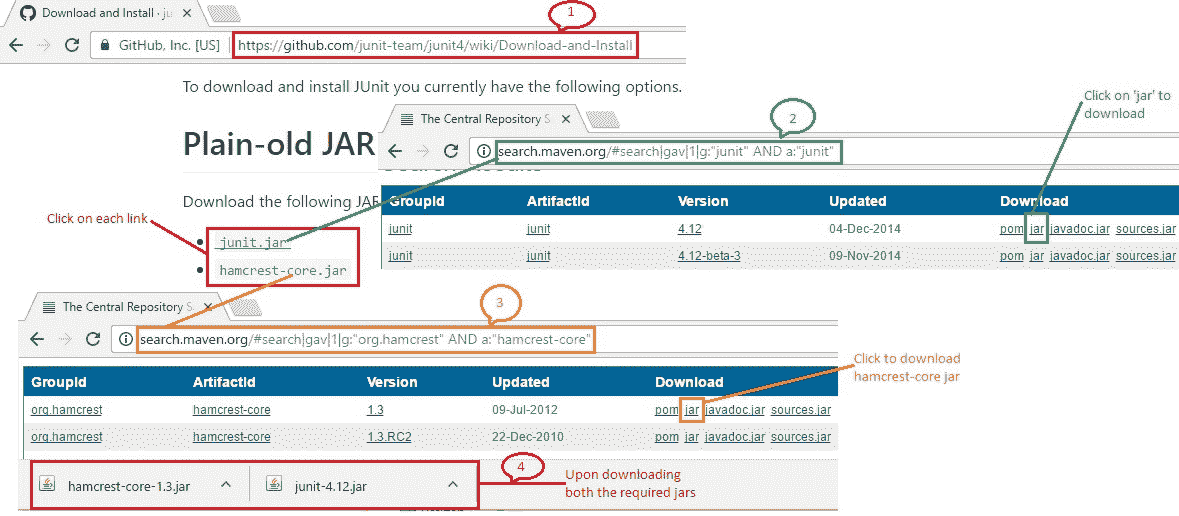 Download and Install · ju
1
GitHub, Inc. [US]
https://github.com/junit-team/junit4/wiki/Download-and-Install
To download and install JUnit you currently have the following options.
Plain-old JAR
Download the following JAR
Click on each link
junit.jar
hamcrest-core.jar
The Central Repository S
2
search.maven.org/#search|gav|1|g:"junit" AND a:"junit"
Click on 'jar' to
download
GroupId ArtifactId Version Updated Download
junit junit 4.12 04-Dec-2014 pom jar javadoc.jar sources.jar
junit junit 4.12-beta-3 09-Nov-2014 pom jar javadoc.jar sources.jar
The Central Repository S
3
search.maven.org/#search|gav|1|g:"org.hamcrest" AND a:"hamcrest-core"
Click to download
hamcrest-core jar
GroupId ArtifactId Version Updated Download
org.hamcrest hamcrest-core 1.3 09-Jul-2012 pom jar javadoc.jar sources.jar
org.hamcrest hamcrest-core 1.3.RC2 22-Dec-2010 pom jar javadoc.jar sources.jar
4
hamcrest-core-1.3.jar
junit-4.12.jar
Upon downloading
both the required jars